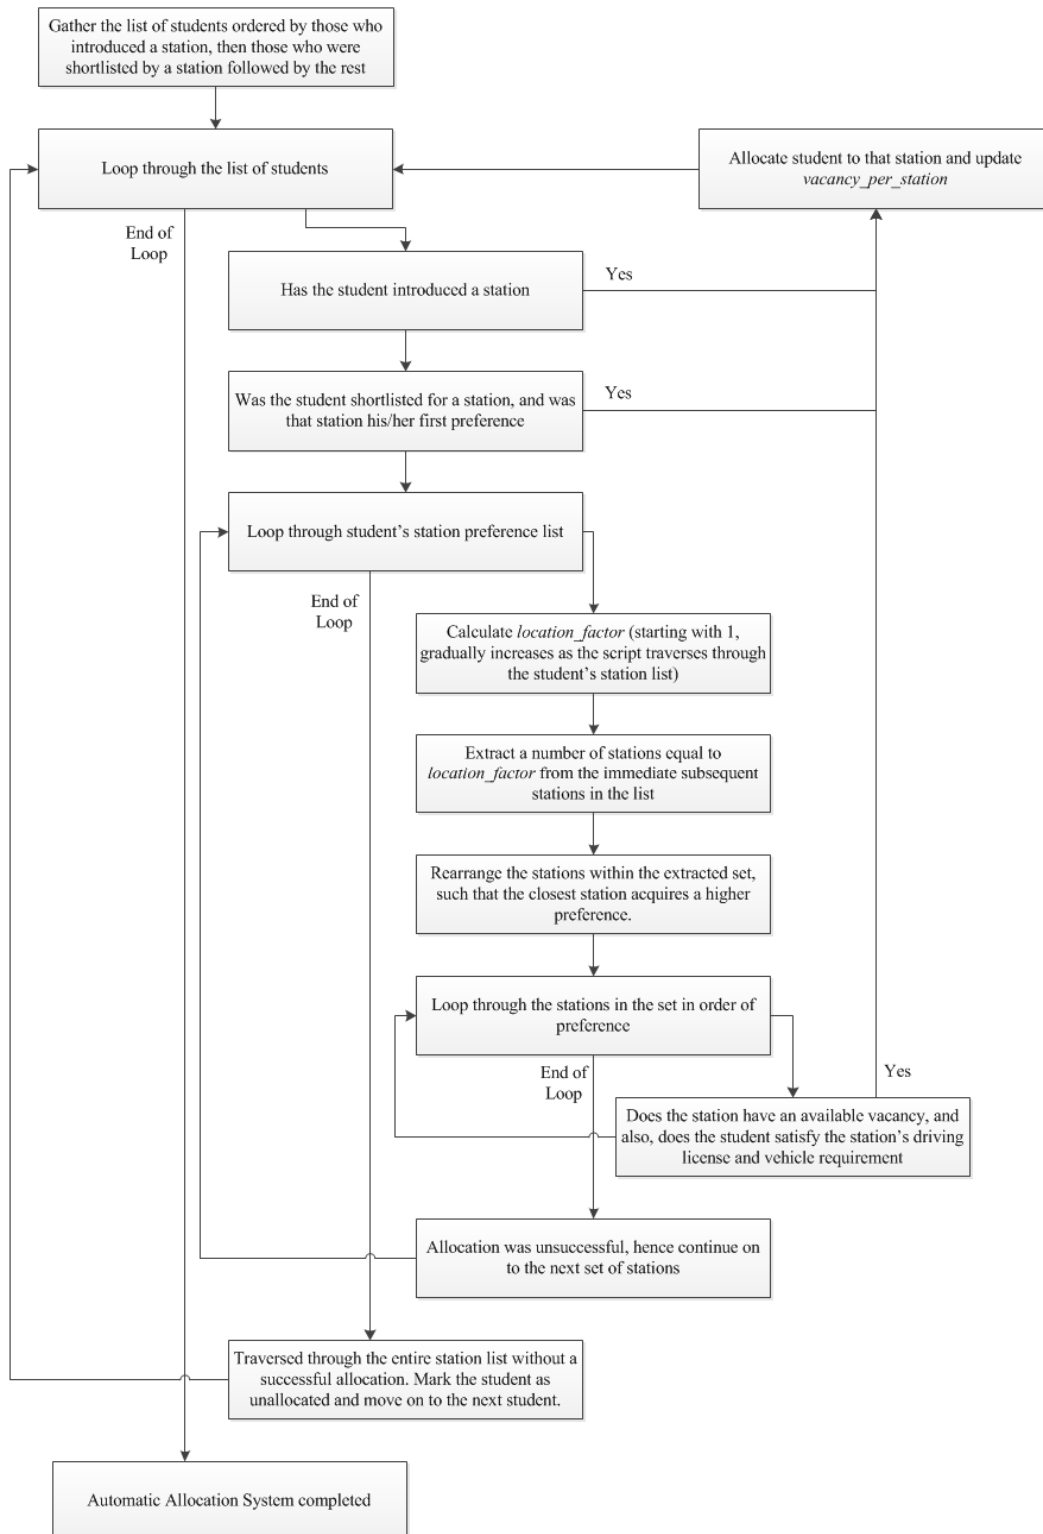 Gather the list of students ordered by those who
introduced a station, then those who were
shortlisted by a station followed by the rest
Loop through the list of students
Allocate student to that station and update
vacancy_per_station
End of
Loop
Has the student introduced a station
Yes
Was the student shortlisted for a station, and was
that station his/her first preference
Yes
Loop through student's station preference list
End of
Loop
Calculate location_factor (starting with 1,
gradually increases as the script traverses through
the student's station list)
Extract a number of stations equal to
location_factor from the immediate subsequent
stations in the list
Rearrange the stations within the extracted set,
such that the closest station acquires a higher
preference.
Loop through the stations in the set in order of
preference
End of
Loop
Yes
Does the station have an available vacancy, and
also, does the student satisfy the station's driving
license and vehicle requirement
Allocation was unsuccessful, hence continue on
to the next set of stations
Traversed through the entire station list without a
successful allocation. Mark the student as
unallocated and move on to the next student.
Automatic Allocation System completed